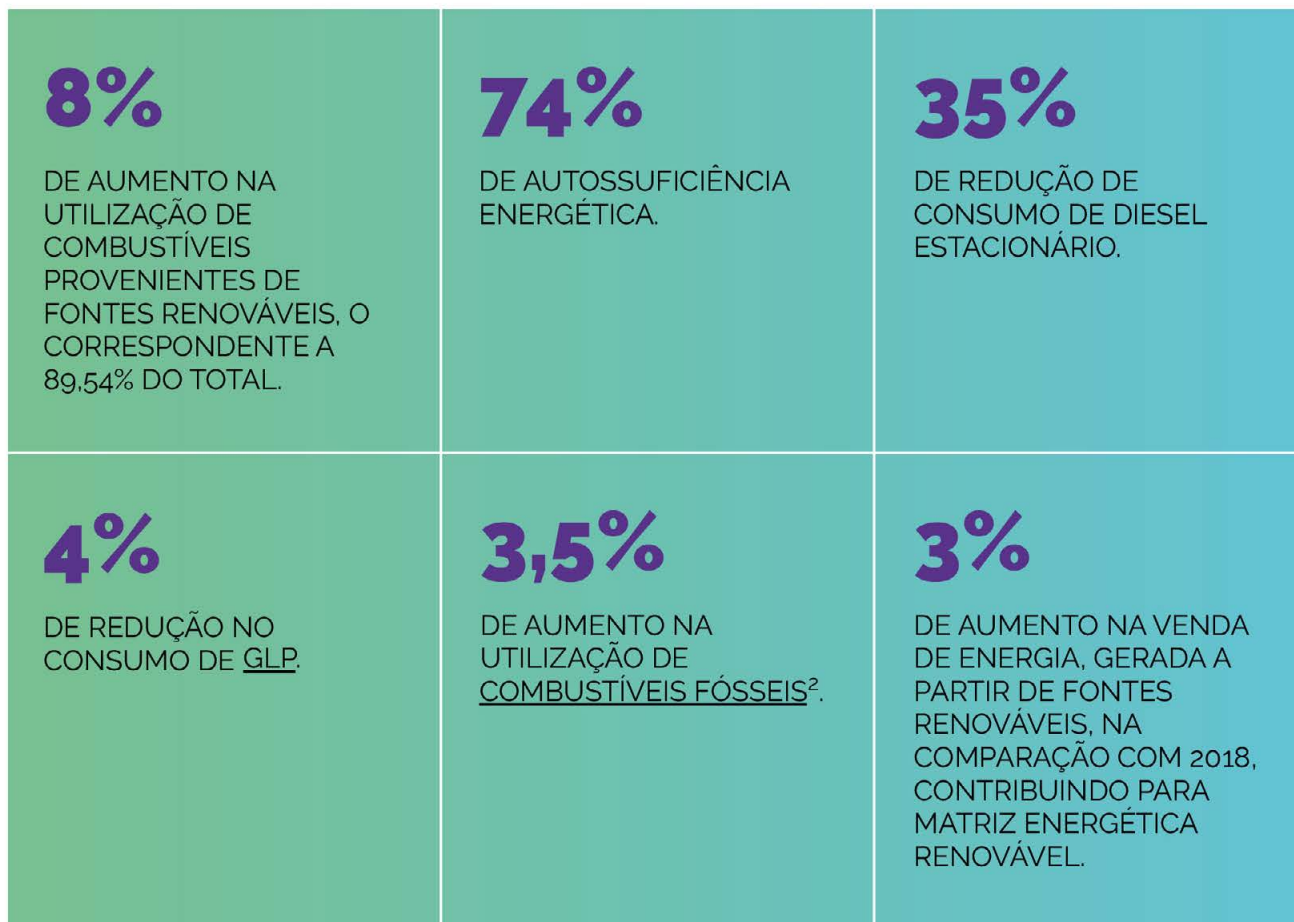 8%
DE AUMENTO NA
UTILIZAÇÃO DE
COMBUSTÍVEIS
PROVENIENTES DE
FONTES RENOVÁVEIS, O
CORRESPONDENTE A
89,54% DO TOTAL.
74%
DE AUTOSSUFICIÊNCIA
ENERGÉTICA.
35%
DE REDUÇÃO DE
CONSUMO DE DIESEL
ESTACIONÁRIO.
4%
DE REDUÇÃO NO
CONSUMO DE GLP.
3,5%
DE AUMENTO NA
UTILIZAÇÃO DE
COMBUSTÍVEIS FÓSSEIS².
3%
DE AUMENTO NA VENDA
DE ENERGIA, GERADA A
PARTIR DE FONTES
RENOVÁVEIS, NA
COMPARAÇÃO COM 2018,
CONTRIBUINDO PARA
MATRIZ ENERGÉTICA
RENOVÁVEL.